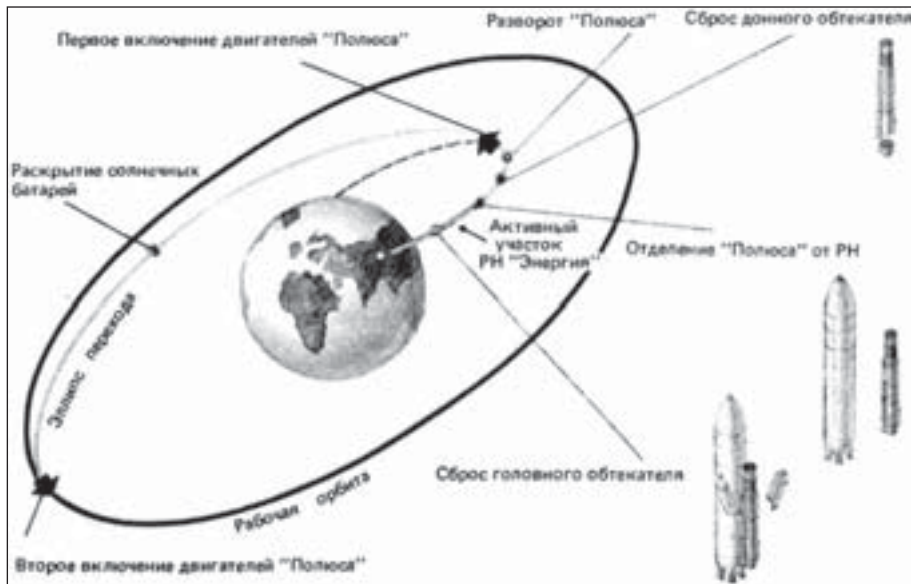 Разворот "Полюса"
Сброс донного обтекателя
Первое включение двигателей "Полюса"
Раскрытие солнечных
батарей
Активный
участок
РН "Энергия"
Отделение "Полюса" от РН
Эллипс перехода
Сброс головного обтекателя
Рабочая орбита
Второе включение двигателей "Полюса"